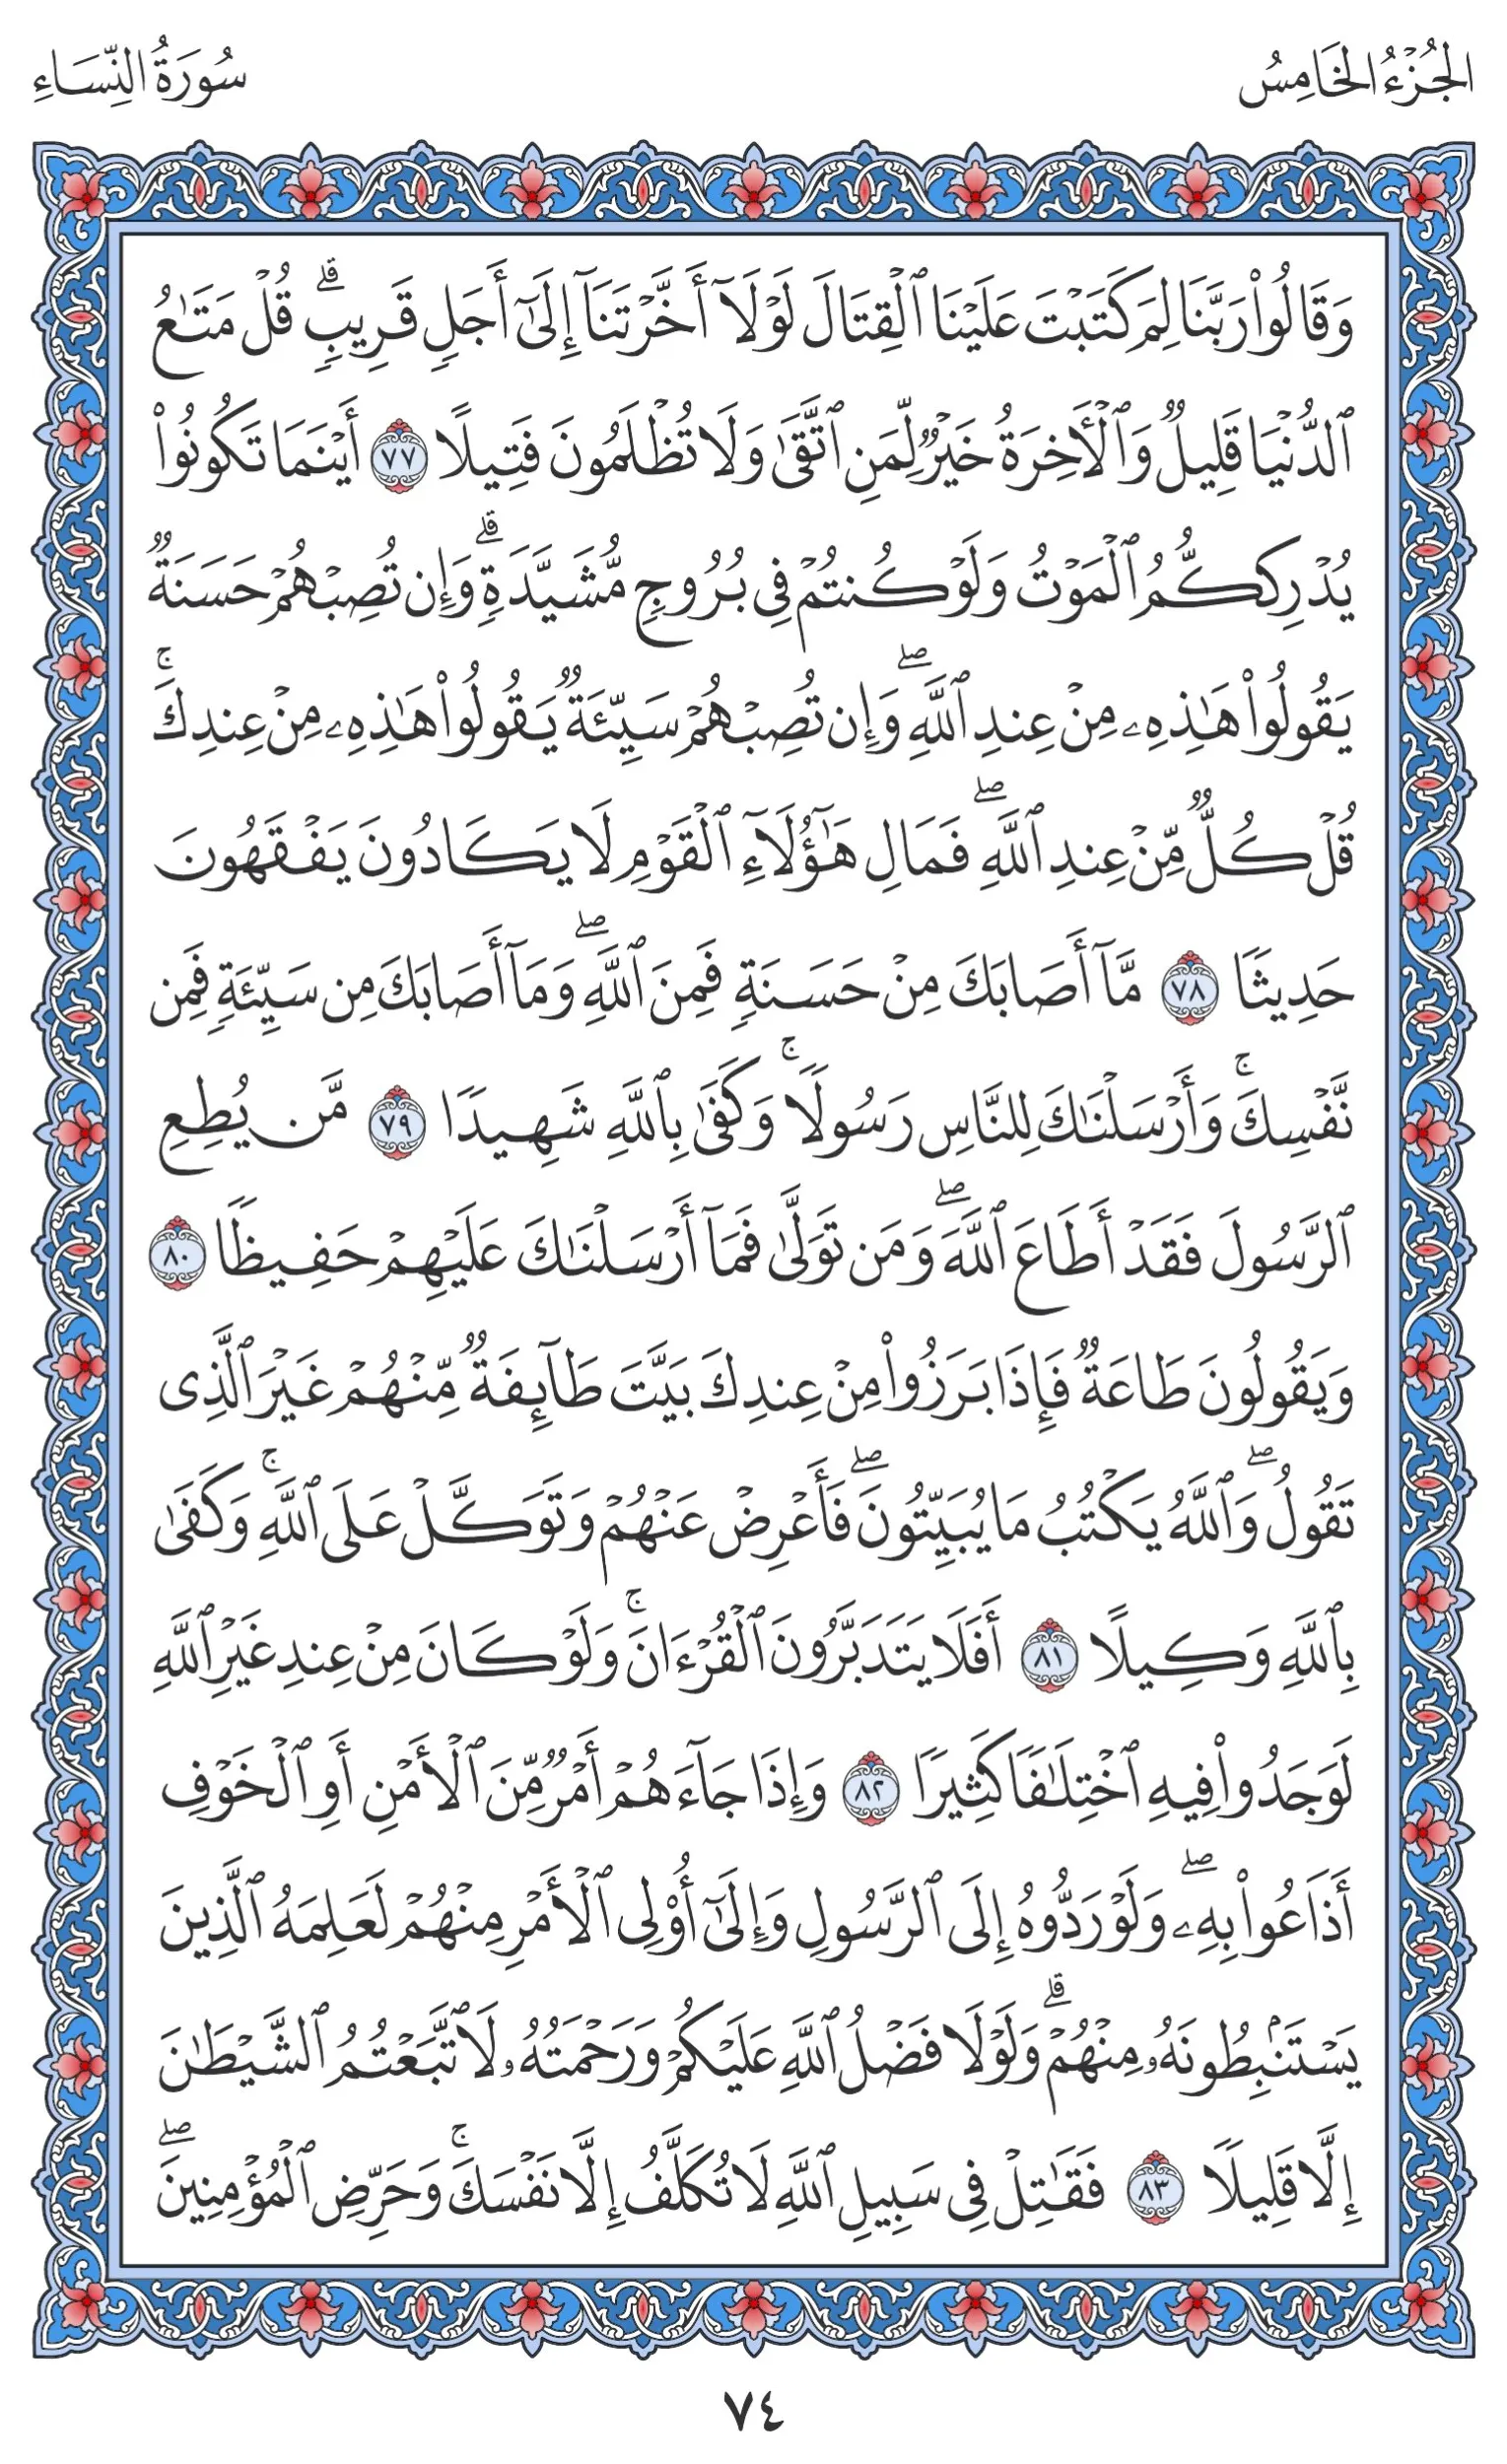 الجُزْءُ الخَامِسُ
سُورَةُ النِّسَاءِ
وَقَالُوا۟ رَبَّنَا لِمَ كَتَبْتَ عَلَيْنَا ٱلْقِتَالَ لَوْلَآ أَخَّرْتَنَآ إِلَىٰٓ أَجَلٍ قَرِيبٍ ۗ قُلْ مَتَـٰعُ
ٱلدُّنْيَا قَلِيلٌ وَٱلْـَٔاخِرَةُ خَيْرٌ لِّمَنِ ٱتَّقَىٰ وَلَا تُظْلَمُونَ فَتِيلًا ٧٧ أَيْنَمَا تَكُونُوا۟
يُدْرِككُّمُ ٱلْمَوْتُ وَلَوْ كُنتُمْ فِى بُرُوجٍ مُّشَيَّدَةٍ ۗ وَإِن تُصِبْهُمْ حَسَنَةٌ
يَقُولُوا۟ هَـٰذِهِۦ مِنْ عِندِ ٱللَّهِ ۖ وَإِن تُصِبْهُمْ سَيِّئَةٌ يَقُولُوا۟ هَـٰذِهِۦ مِنْ عِندِكَ ۚ
قُلْ كُلٌّ مِّنْ عِندِ ٱللَّهِ ۖ فَمَالِ هَـٰٓؤُلَآءِ ٱلْقَوْمِ لَا يَكَادُونَ يَفْقَهُونَ
حَدِيثًا ٧٨ مَّآ أَصَابَكَ مِنْ حَسَنَةٍ فَمِنَ ٱللَّهِ ۖ وَمَآ أَصَابَكَ مِن سَيِّئَةٍ فَمِن
نَّفْسِكَ ۚ وَأَرْسَلْنَـٰكَ لِلنَّاسِ رَسُولًا ۚ وَكَفَىٰ بِٱللَّهِ شَهِيدًا ٧٩ مَّن يُطِعِ
ٱلرَّسُولَ فَقَدْ أَطَاعَ ٱللَّهَ ۖ وَمَن تَوَلَّىٰ فَمَآ أَرْسَلْنَـٰكَ عَلَيْهِمْ حَفِيظًا ٨٠
وَيَقُولُونَ طَاعَةٌ فَإِذَا بَرَزُوا۟ مِنْ عِندِكَ بَيَّتَ طَآئِفَةٌ مِّنْهُمْ غَيْرَ ٱلَّذِى
تَقُولُ ۖ وَٱللَّهُ يَكْتُبُ مَا يُبَيِّتُونَ ۖ فَأَعْرِضْ عَنْهُمْ وَتَوَكَّلْ عَلَى ٱللَّهِ ۚ وَكَفَىٰ
بِٱللَّهِ وَكِيلًا ٨١ أَفَلَا يَتَدَبَّرُونَ ٱلْقُرْءَانَ ۚ وَلَوْ كَانَ مِنْ عِندِ غَيْرِ ٱللَّهِ
لَوَجَدُوا۟ فِيهِ ٱخْتِلَـٰفًا كَثِيرًا ٨٢ وَإِذَا جَآءَهُمْ أَمْرٌ مِّنَ ٱلْأَمْنِ أَوِ ٱلْخَوْفِ
أَذَاعُوا۟ بِهِۦ ۖ وَلَوْ رَدُّوهُ إِلَى ٱلرَّسُولِ وَإِلَىٰٓ أُو۟لِى ٱلْأَمْرِ مِنْهُمْ لَعَلِمَهُ ٱلَّذِينَ
يَسْتَنۢبِطُونَهُۥ مِنْهُمْ ۗ وَلَوْلَا فَضْلُ ٱللَّهِ عَلَيْكُمْ وَرَحْمَتُهُۥ لَٱتَّبَعْتُمُ ٱلشَّيْطَـٰنَ
إِلَّا قَلِيلًا ٨٣ فَقَـٰتِلْ فِى سَبِيلِ ٱللَّهِ لَا تُكَلَّفُ إِلَّا نَفْسَكَ ۚ وَحَرِّضِ ٱلْمُؤْمِنِينَ ۖ
٧٤